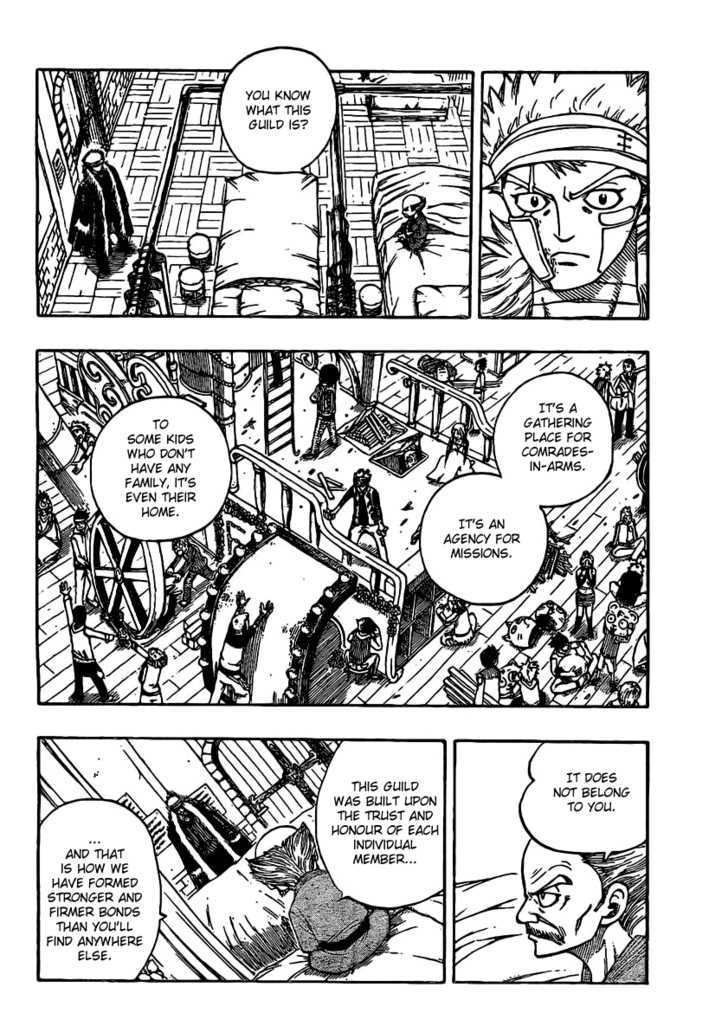 YOU KNOW
WHAT THIS
GUILD IS?
IT'S A
GATHERING
PLACE FOR
COMRADES-
IN-ARMS.
IT'S AN
AGENCY FOR
MISSIONS.
TO
SOME KIDS
WHO DON'T
HAVE ANY
FAMILY, IT'S
EVEN THEIR
HOME.
IT DOES
NOT BELONG
TO YOU.
THIS GUILD
WAS BUILT UPON
THE TRUST AND
HONOUR OF EACH
INDIVIDUAL
MEMBER...
...
AND THAT
IS HOW WE
HAVE FORMED
STRONGER AND
FIRMER BONDS
THAN YOU'LL
FIND ANYWHERE
ELSE.